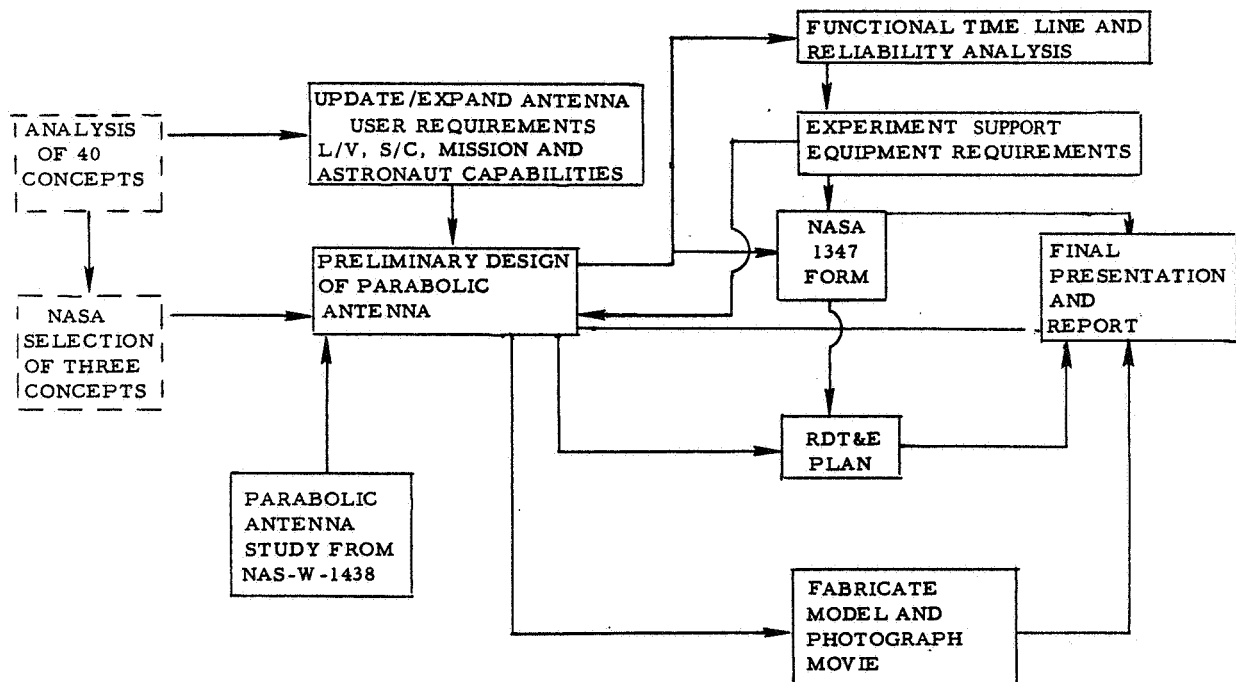 FUNCTIONAL TIME LINE AND
RELIABILITY ANALYSIS
UPDATE/EXPAND ANTENNA
USER REQUIREMENTS
L/V, S/C, MISSION AND
ASTRONAUT CAPABILITIES
ANALYSIS
OF 40
CONCEPTS
EXPERIMENT SUPPORT
EQUIPMENT REQUIREMENTS
NASA
1347
FORM
PRELIMINARY DESIGN
OF PARABOLIC
ANTENNA
FINAL
PRESENTATION
AND
REPORT
NASA
SELECTION
OF THREE
CONCEPTS
RDT&E
PLAN
PARABOLIC
ANTENNA
STUDY FROM
NAS-W-1438
FABRICATE
MODEL AND
PHOTOGRAPH
MOVIE